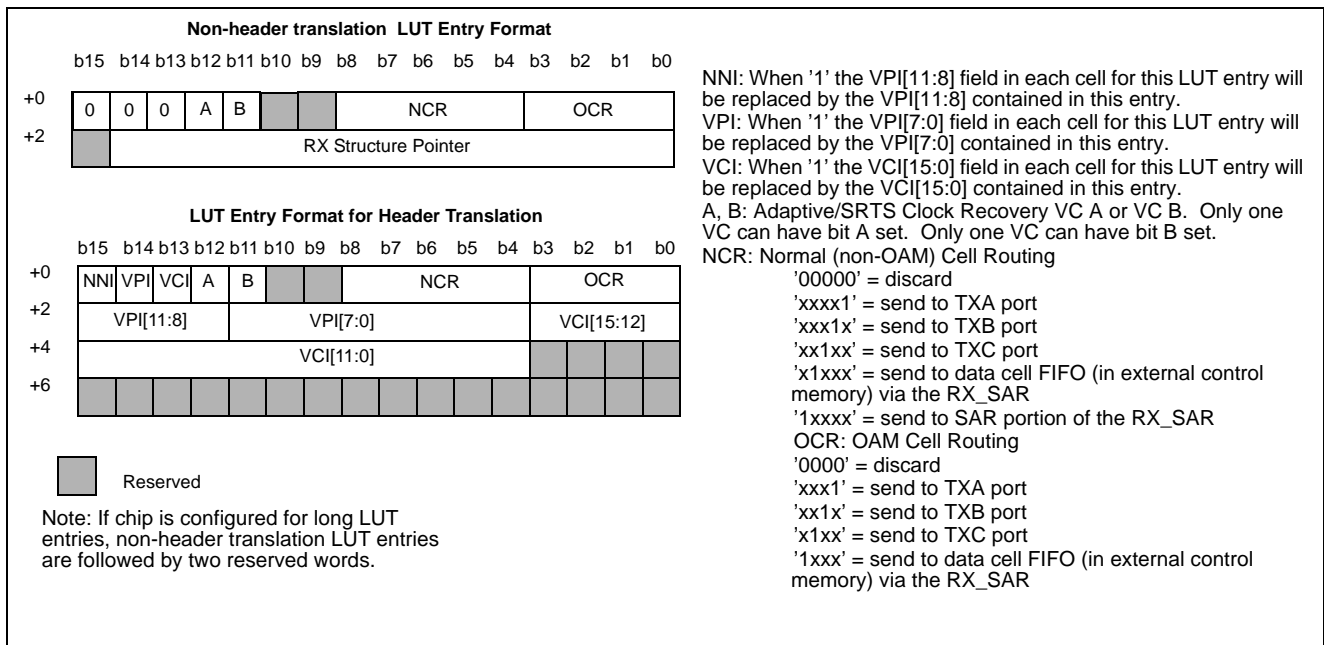 Non-header translation LUT Entry Format
b15 b14 b13 b12 b11 b10 b9 b8 b7 b6 b5 b4 b3 b2 b1 b0
+0 0 0 0 A B NCR OCR
+2 RX Structure Pointer
LUT Entry Format for Header Translation
b15 b14 b13 b12 b11 b10 b9 b8 b7 b6 b5 b4 b3 b2 b1 b0
+0 NNI VPI VCI A B NCR OCR
+2 VPI[11:8] VPI[7:0] VCI[15:12]
+4 VCI[11:0]
+6
Reserved
Note: If chip is configured for long LUT
entries, non-header translation LUT entries
are followed by two reserved words.
NNI: When '1' the VPI[11:8] field in each cell for this LUT entry will
be replaced by the VPI[11:8] contained in this entry.
VPI: When '1' the VPI[7:0] field in each cell for this LUT entry will
be replaced by the VPI[7:0] contained in this entry.
VCI: When '1' the VCI[15:0] field in each cell for this LUT entry will
be replaced by the VCI[15:0] contained in this entry.
A, B: Adaptive/SRTS Clock Recovery VC A or VC B. Only one
VC can have bit A set. Only one VC can have bit B set.
NCR: Normal (non-OAM) Cell Routing
'00000' = discard
'xxxx1' = send to TXA port
'xxx1x' = send to TXB port
'xx1xx' = send to TXC port
'x1xxx' = send to data cell FIFO (in external control
memory) via the RX_SAR
'1xxxx' = send to SAR portion of the RX_SAR
OCR: OAM Cell Routing
'0000' = discard
'xxx1' = send to TXA port
'xx1x' = send to TXB port
'x1xx' = send to TXC port
'1xxx' = send to data cell FIFO (in external control
memory) via the RX_SAR